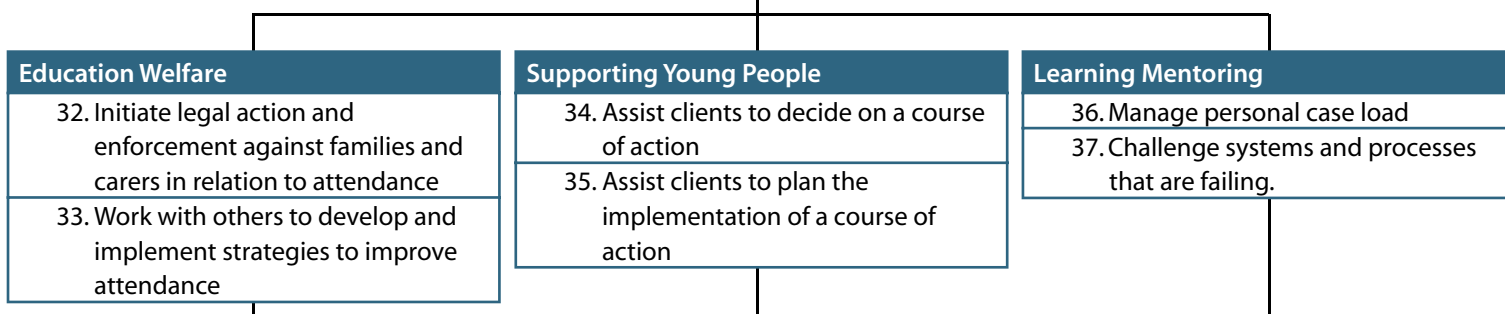 Education Welfare
32. Initiate legal action and
enforcement against families and
carers in relation to attendance
33. Work with others to develop and
implement strategies to improve
attendance
Supporting Young People
34. Assist clients to decide on a course
of action
35. Assist clients to plan the
implementation of a course of
action
Learning Mentoring
36. Manage personal case load
37. Challenge systems and processes
that are failing.